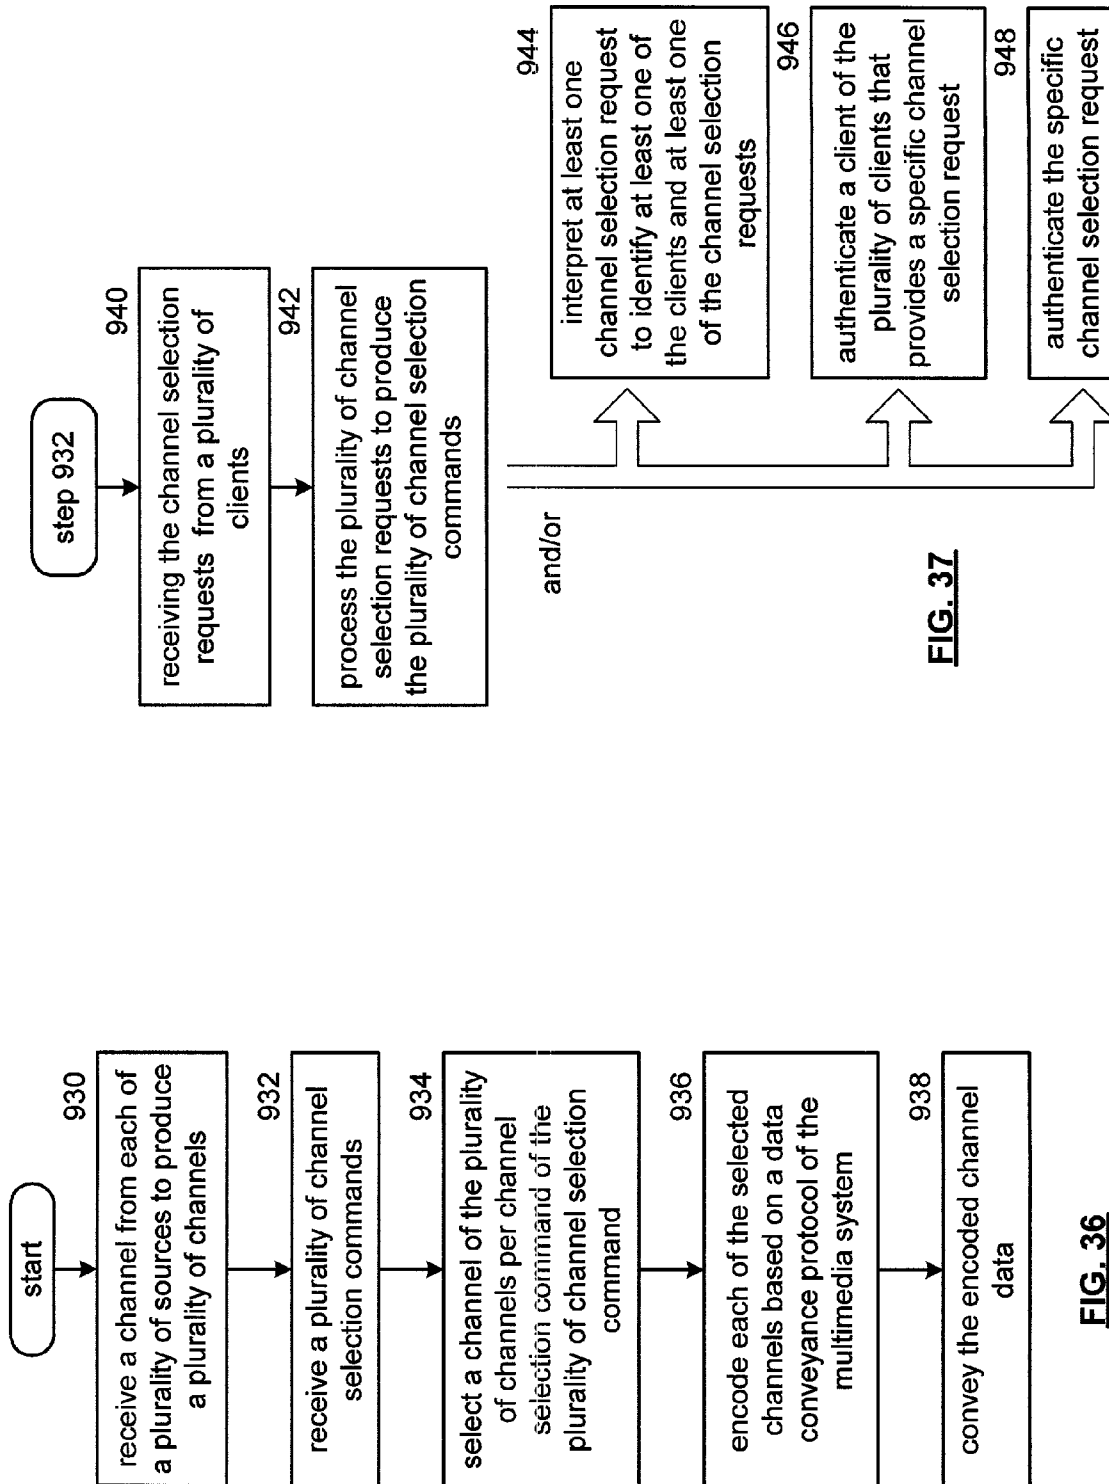 start
930
receive a channel from each of
a plurality of sources to produce
a plurality of channels
932
receive a plurality of channel
selection commands
934
select a channel of the plurality
of channels per channel
selection command of the
plurality of channel selection
command
936
encode each of the selected
channels based on a data
conveyance protocol of the
multimedia system
938
convey the encoded channel
data
FIG. 36
step 932
940
receiving the channel selection
requests from a plurality of
clients
942
process the plurality of channel
selection requests to produce
the plurality of channel selection
commands
and/or
944
interpret at least one
channel selection request
to identify at least one of
the clients and at least one
of the channel selection
requests
946
authenticate a client of the
plurality of clients that
provides a specific channel
selection request
948
authenticate the specific
channel selection request
FIG. 37